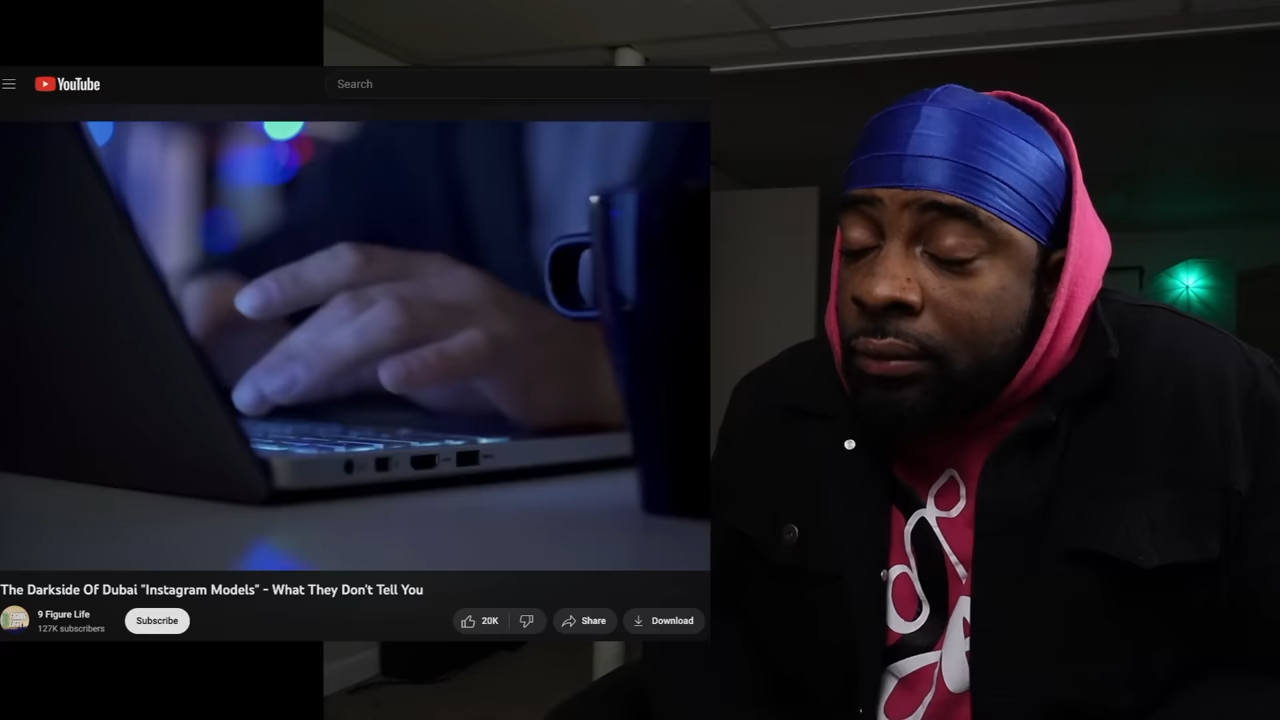 YouTube
Search
The Darkside Of Dubai "Instagram Models" - What They Don't Tell You
9 Figure Life
127K subscribers
Subscribe
20K
Share
Download